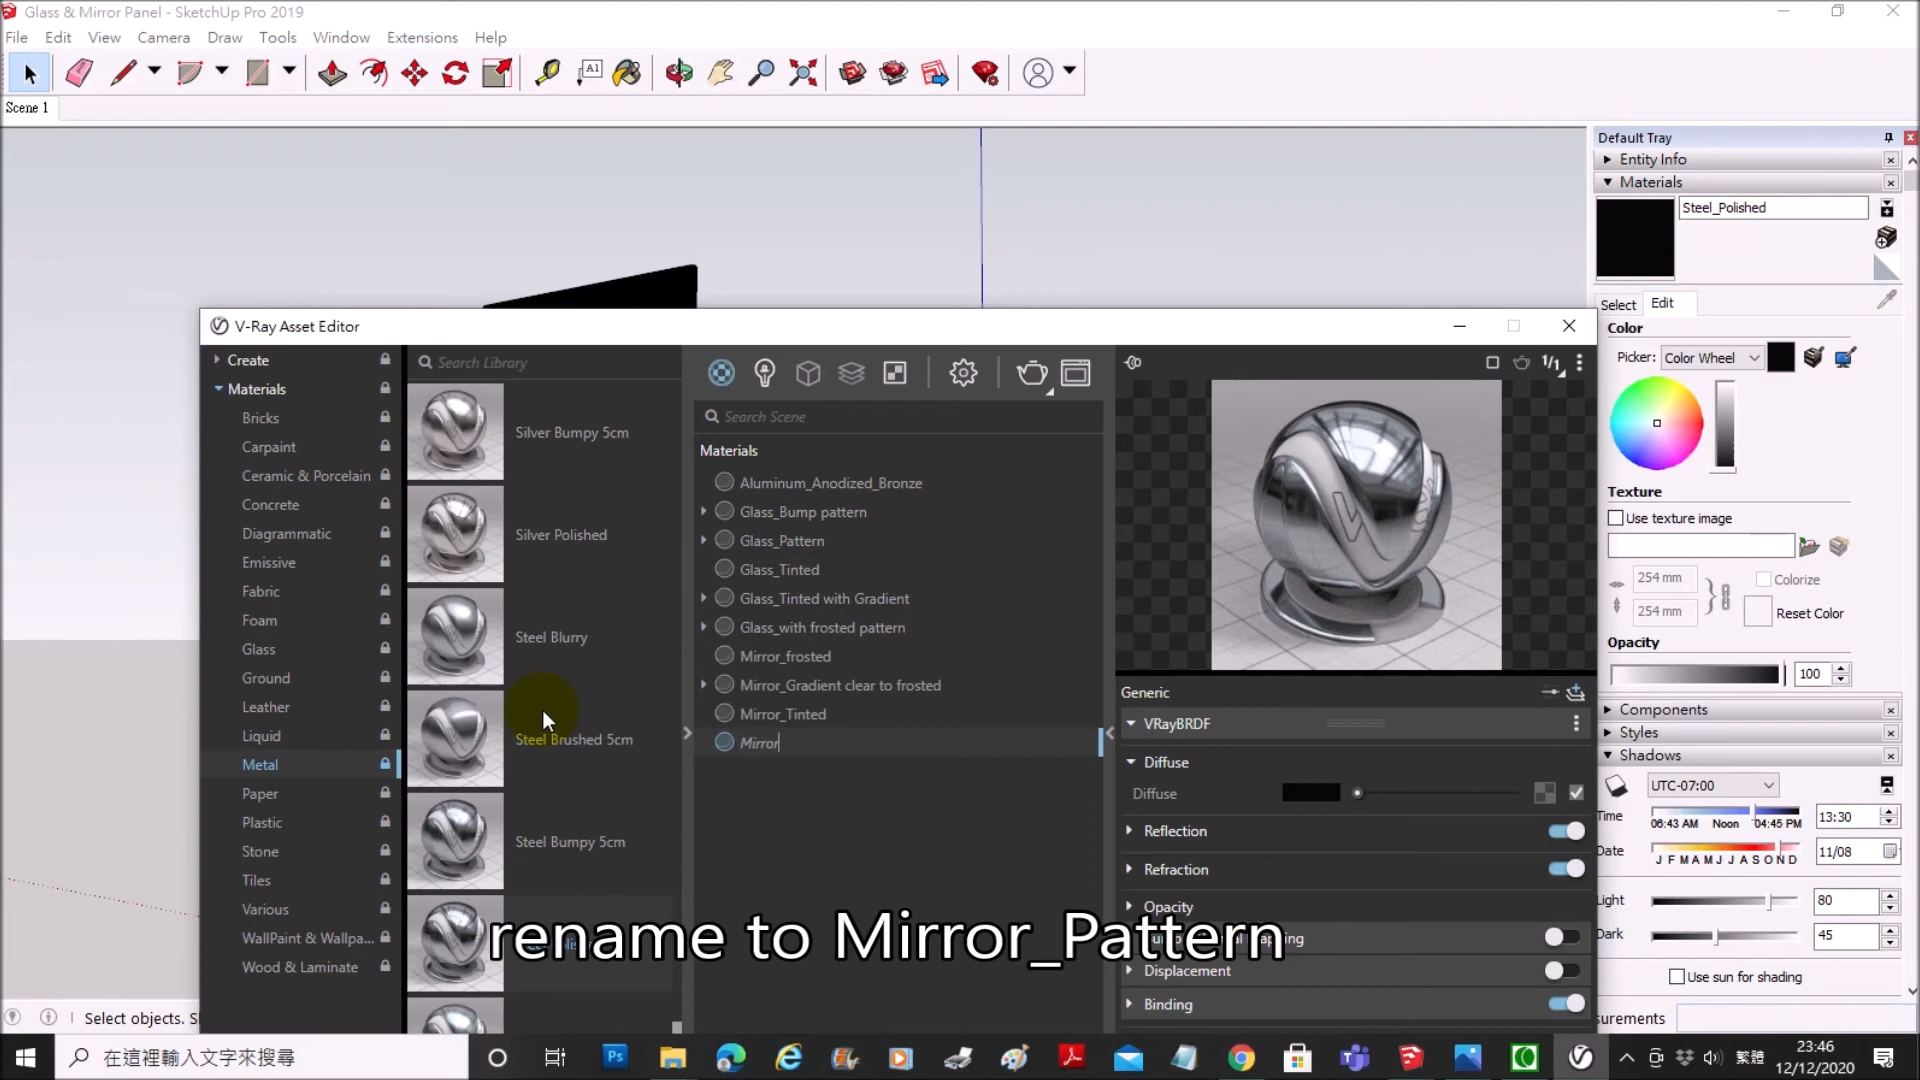 Glass & Mirror Panel - SketchUp Pro 2019
File Edit View Camera Draw Tools Window Extensions Help
A1
Scene 1
Default Tray
Entity Info
Materials
Steel_Polished
Select Edit
Color
Picker: Color Wheel
Texture
Use texture image
254 mm
Colorize
254 mm
Reset Color
Opacity
100
Components
Styles
Shadows
UTC-07:00
Time
06:43 AM Noon 04:45 PM
13:30
Date
J F M A M J J A S O N D
11/08
Light
80
Dark
45
Use sun for shading
V-Ray Asset Editor
Create
Materials
Bricks
Carpaint
Ceramic & Porcelain
Concrete
Diagrammatic
Emissive
Fabric
Foam
Glass
Ground
Leather
Liquid
Metal
Paper
Plastic
Stone
Tiles
Various
WallPaint & Wallpa...
Wood & Laminate
Search Library
Silver Bumpy 5cm
Silver Polished
Steel Blurry
Steel Brushed 5cm
Steel Bumpy 5cm
Search Scene
Materials
Aluminum_Anodized_Bronze
Glass_Bump pattern
Glass_Pattern
Glass_Tinted
Glass_Tinted with Gradient
Glass_with frosted pattern
Mirror_frosted
Mirror_Gradient clear to frosted
Mirror_Tinted
Mirror
1/1
Generic
VRayBRDF
Diffuse
Diffuse
Reflection
Refraction
Opacity
Displacement
Binding
rename to Mirror_Pattern
Select objects. S
surements
在這裡輸入文字來搜尋
繁體
23:46
12/12/2020